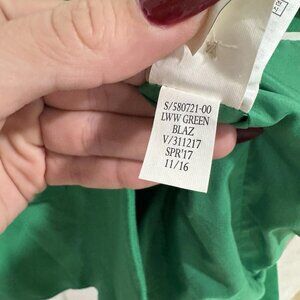 S/580721-00
LWW GREEN
BLAZ
V/311217
SPR'17
11/16